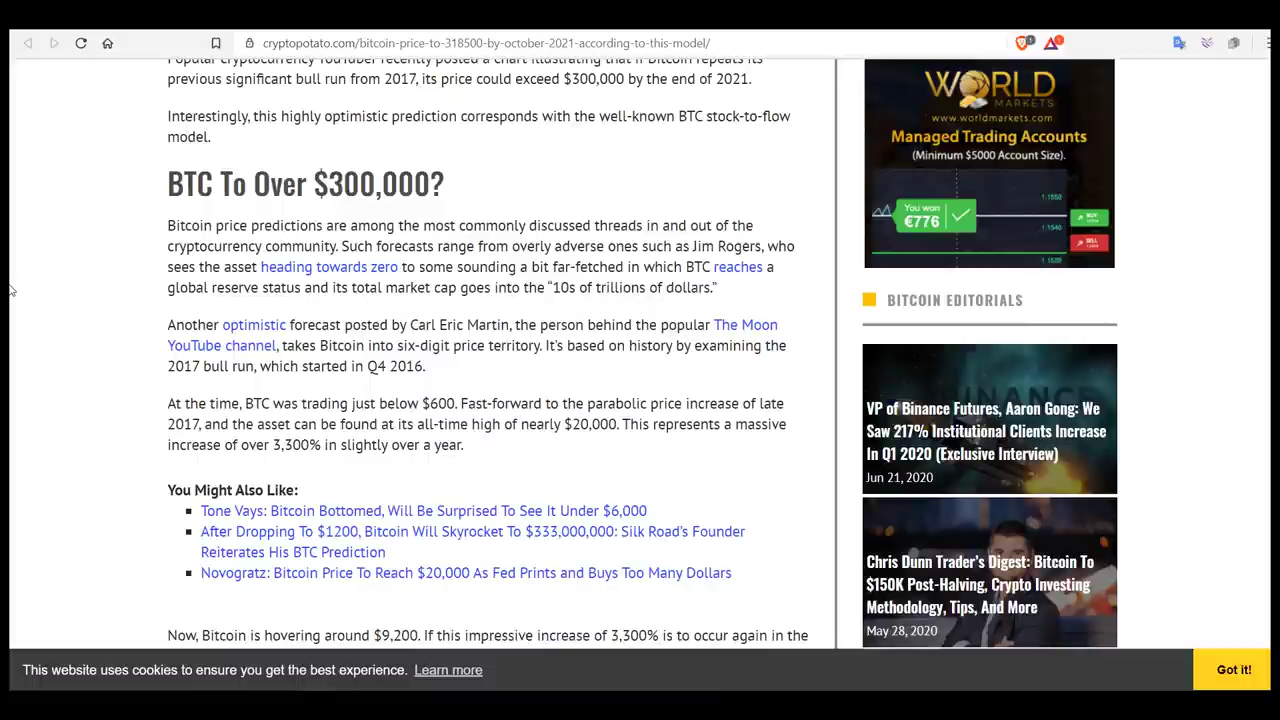 cryptopotato.com/bitcoin-price-to-318500-by-october-2021-according-to-this-model/
Popular cryptocurrency YouTuber recently posted a chart illustrating that if Bitcoin repeats its
previous significant bull run from 2017, its price could exceed $300,000 by the end of 2021.
Interestingly, this highly optimistic prediction corresponds with the well-known BTC stock-to-flow
model.
BTC To Over $300,000?
Bitcoin price predictions are among the most commonly discussed threads in and out of the
cryptocurrency community. Such forecasts range from overly adverse ones such as Jim Rogers, who
sees the asset heading towards zero to some sounding a bit far-fetched in which BTC reaches a
global reserve status and its total market cap goes into the “10s of trillions of dollars.”
Another optimistic forecast posted by Carl Eric Martin, the person behind the popular The Moon
YouTube channel, takes Bitcoin into six-digit price territory. It’s based on history by examining the
2017 bull run, which started in Q4 2016.
At the time, BTC was trading just below $600. Fast-forward to the parabolic price increase of late
2017, and the asset can be found at its all-time high of nearly $20,000. This represents a massive
increase of over 3,300% in slightly over a year.
You Might Also Like:
Tone Vays: Bitcoin Bottomed, Will Be Surprised To See It Under $6,000
After Dropping To $1200, Bitcoin Will Skyrocket To $333,000,000: Silk Road’s Founder
Reiterates His BTC Prediction
Novogratz: Bitcoin Price To Reach $20,000 As Fed Prints and Buys Too Many Dollars
Now, Bitcoin is hovering around $9,200. If this impressive increase of 3,300% is to occur again in the
WORLD
MARKETS
www.worldmarkets.com
Managed Trading Accounts
(Minimum $5000 Account Size).
1.1550
You won
€776
BUY
1.1540
SELL
1.1520
BITCOIN EDITORIALS
BINANCE
VP of Binance Futures, Aaron Gong: We
Saw 217% Institutional Clients Increase
In Q1 2020 (Exclusive Interview)
Jun 21, 2020
Chris Dunn Trader’s Digest: Bitcoin To
$150K Post-Halving, Crypto Investing
Methodology, Tips, And More
May 28, 2020
This website uses cookies to ensure you get the best experience. Learn more
Got it!